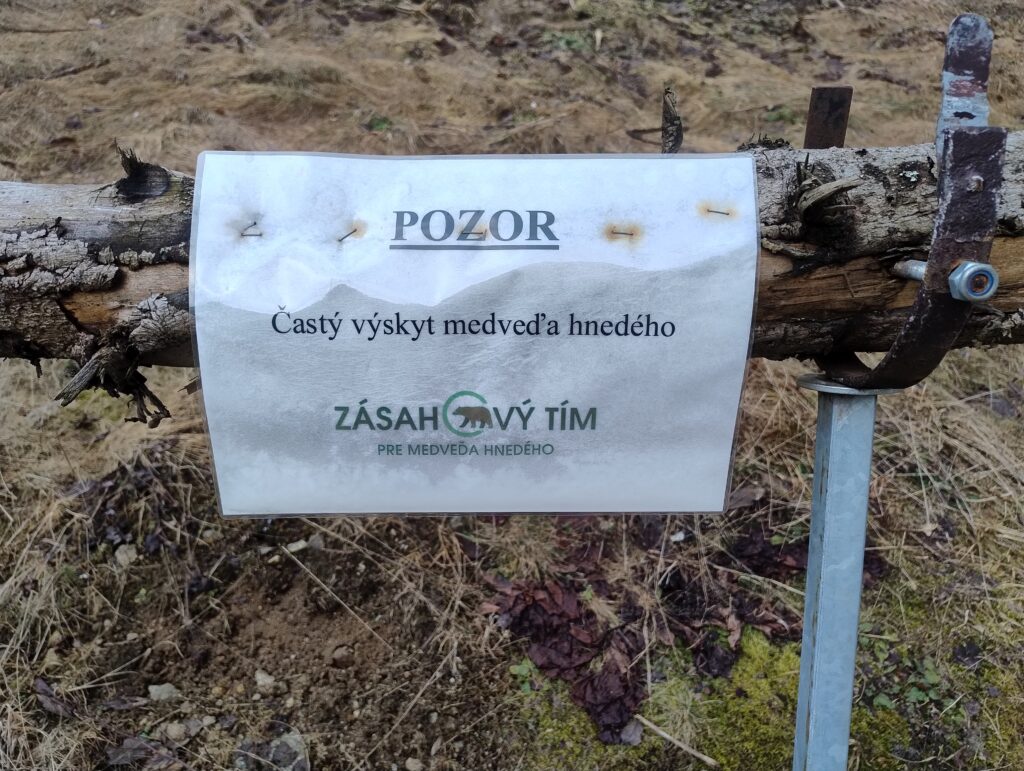 POZOR
Častý výskyt medveďa hnedého
ZÁSAHOVÝ TÍM
PRE MEDVEĎA HNEDÉHO